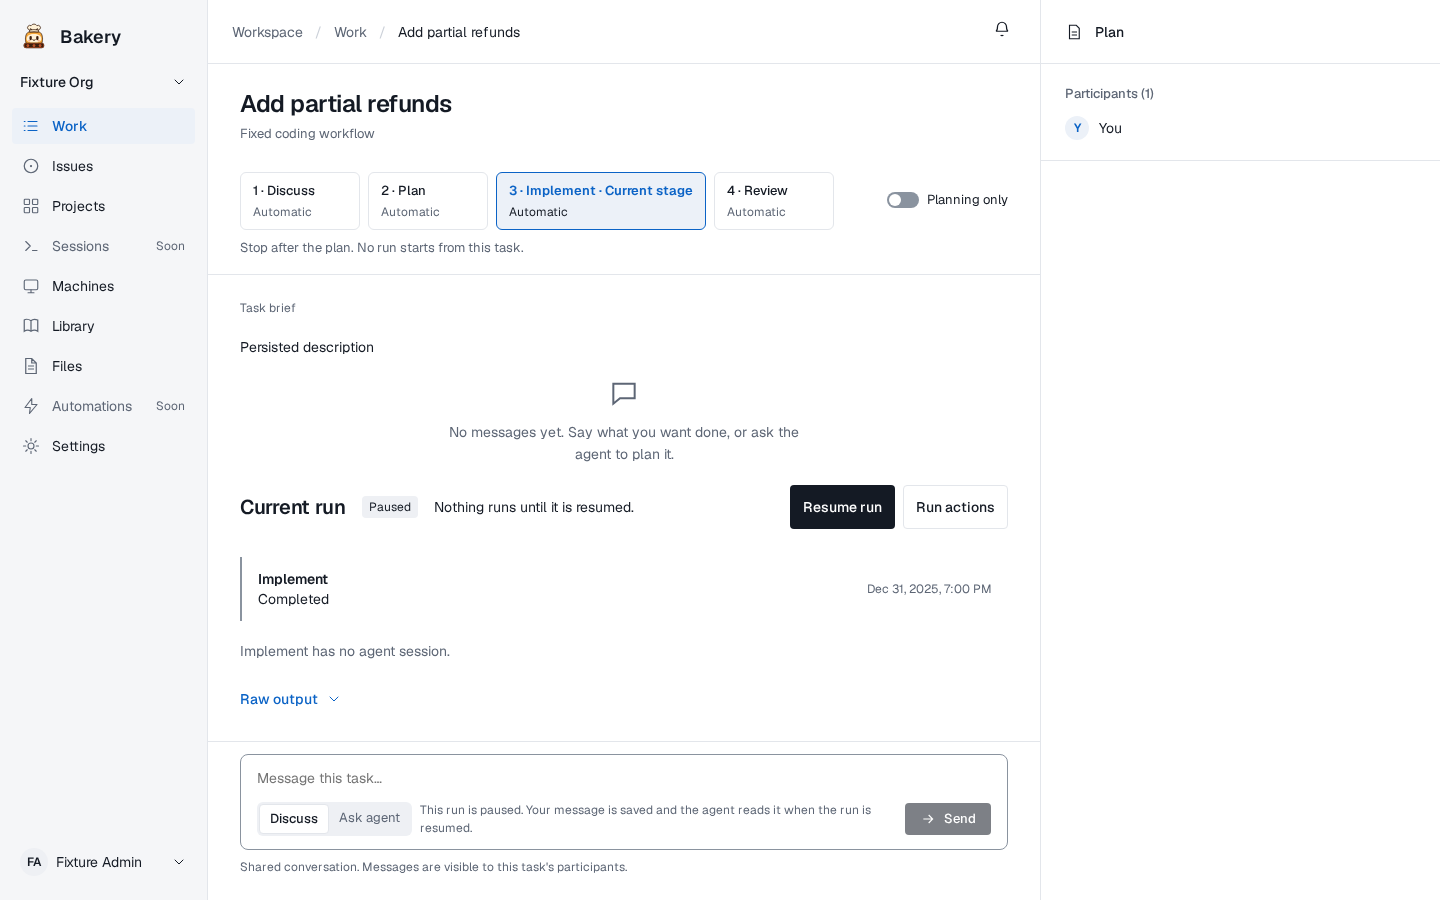 Bakery
Fixture Org
Work
Issues
Projects
Sessions Soon
Machines
Library
Files
Automations Soon
Settings
FA Fixture Admin
Workspace / Work / Add partial refunds
Add partial refunds
Fixed coding workflow
1 · Discuss
Automatic
2 · Plan
Automatic
3 · Implement · Current stage
Automatic
4 · Review
Automatic
Planning only
Stop after the plan. No run starts from this task.
Task brief
Persisted description
No messages yet. Say what you want done, or ask the
agent to plan it.
Current run Paused Nothing runs until it is resumed. Resume run Run actions
Implement
Completed
Dec 31, 2025, 7:00 PM
Implement has no agent session.
Raw output
Message this task...
Discuss Ask agent
This run is paused. Your message is saved and the agent reads it when the run is
resumed.
Send
Shared conversation. Messages are visible to this task's participants.
Plan
Participants (1)
Y You